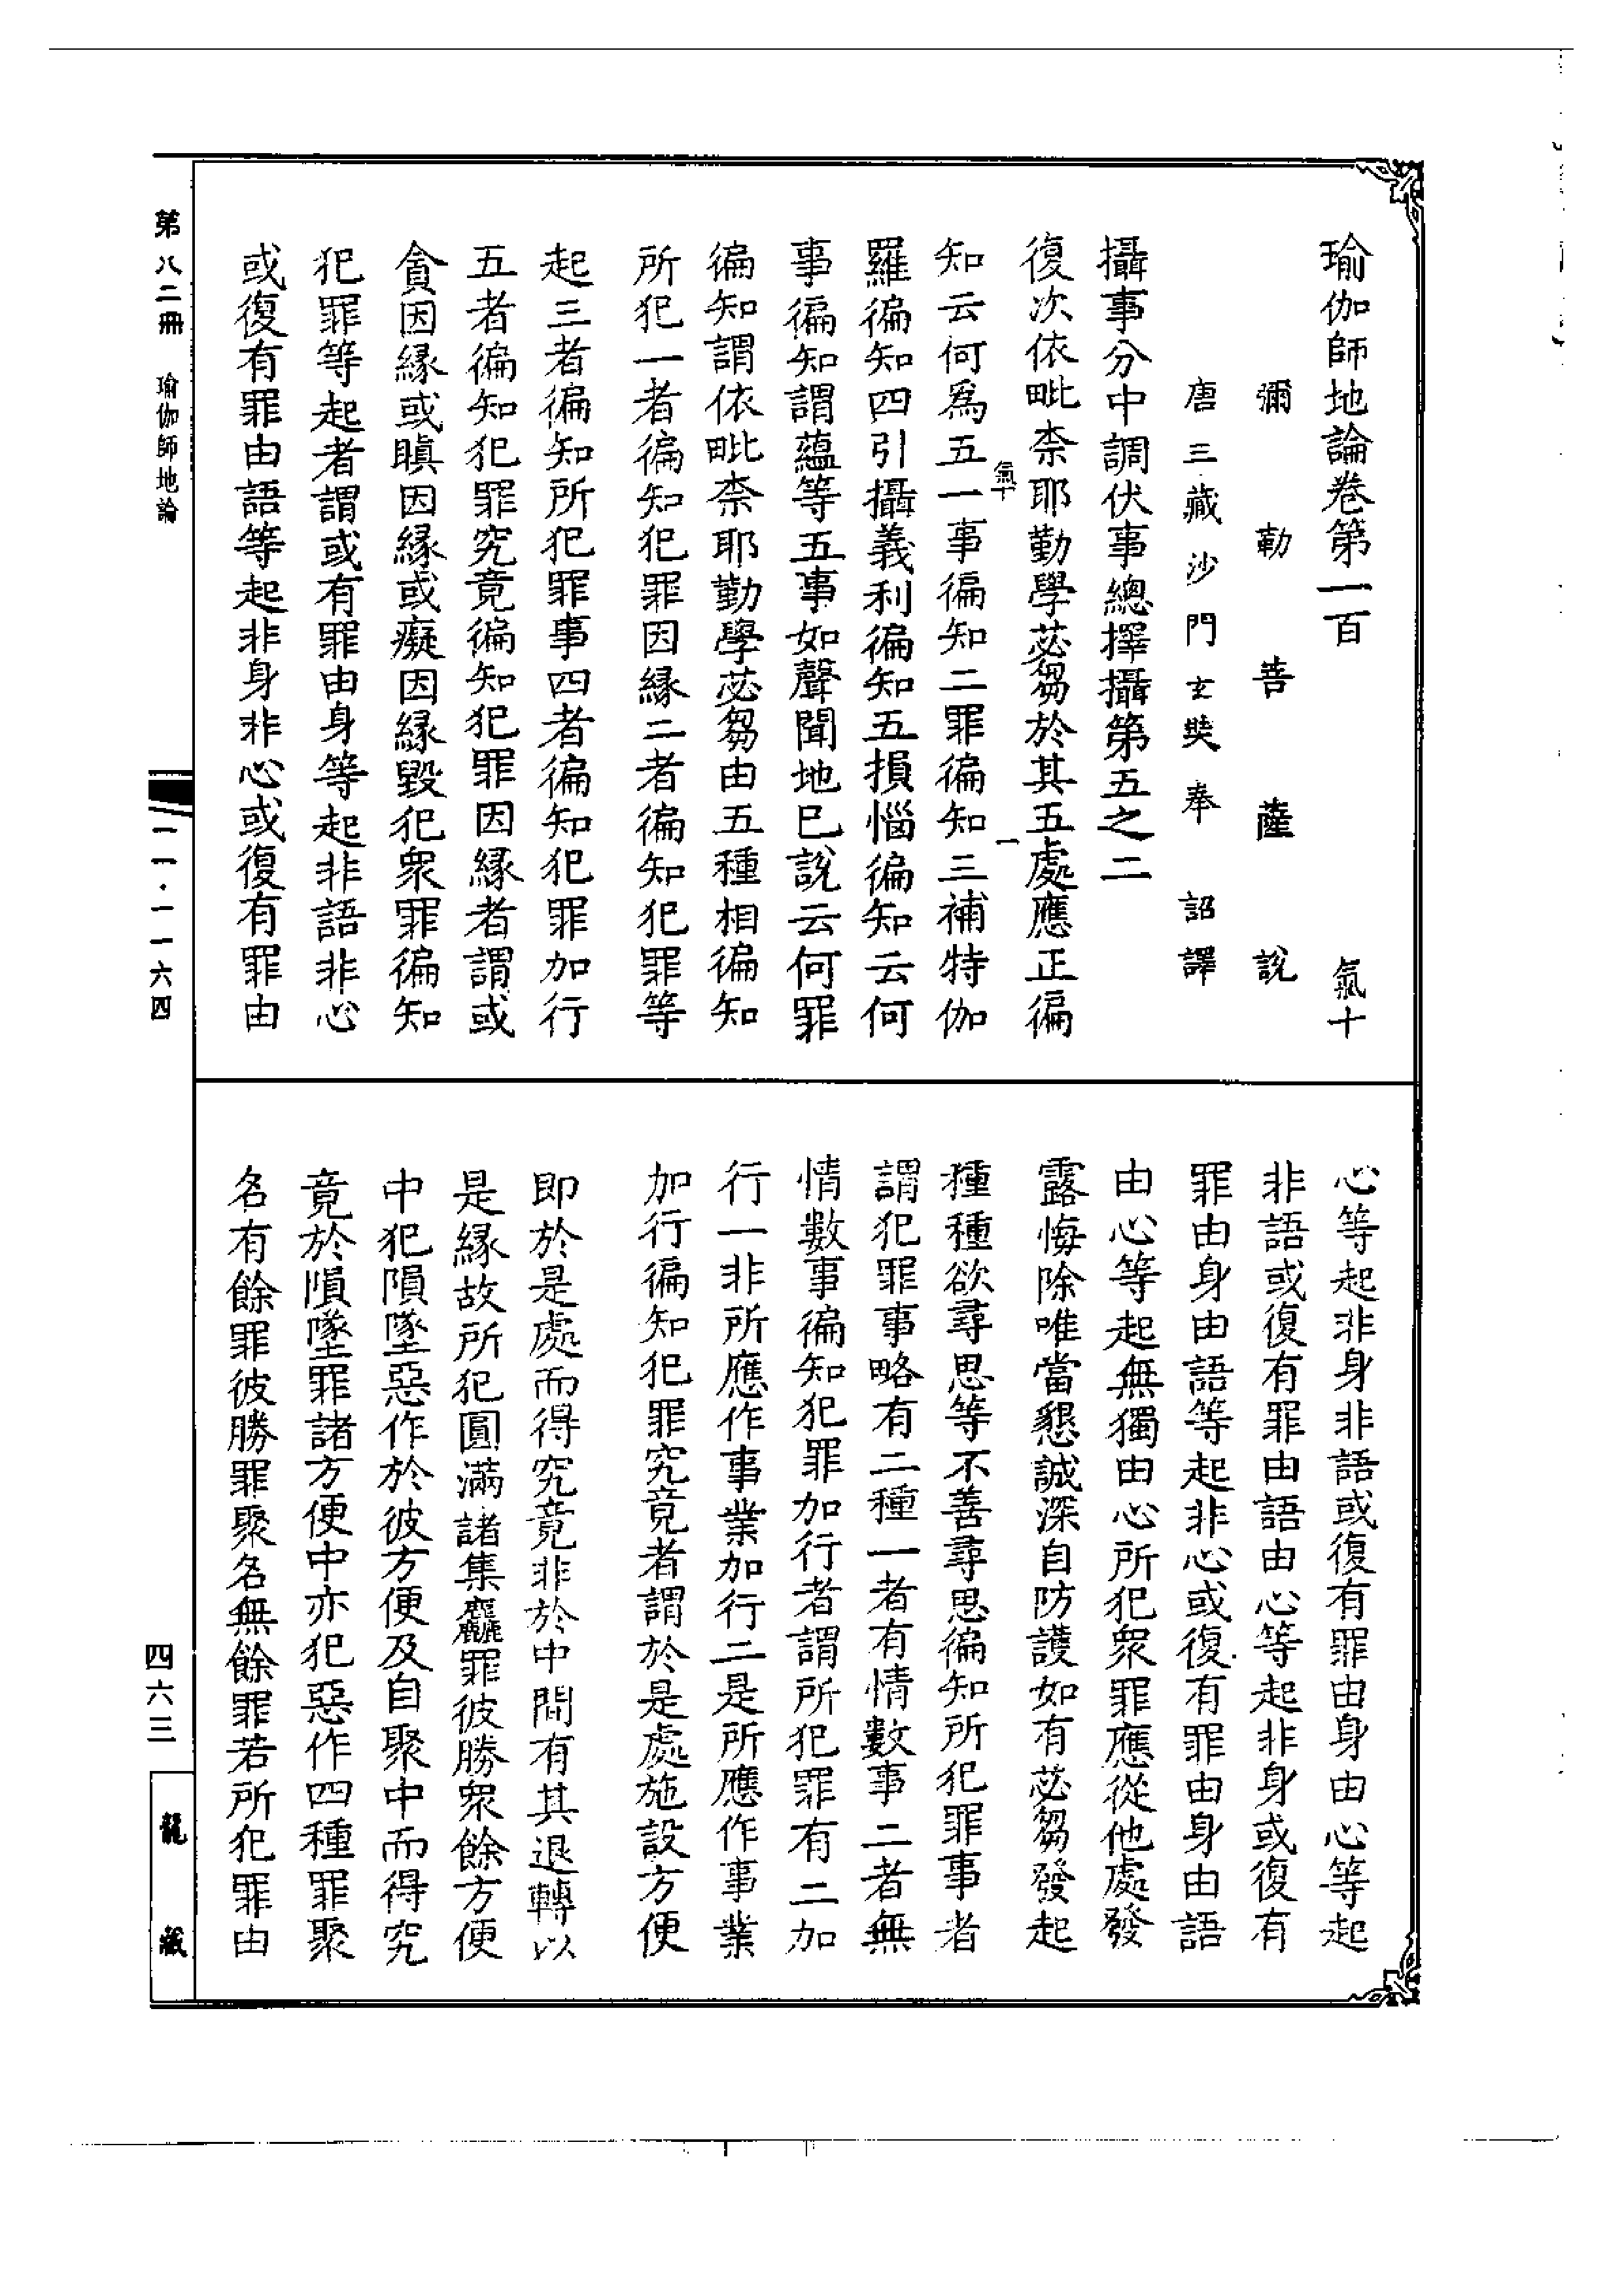 瑜伽師地論卷第一百　氣十
彌勒菩薩說
唐三藏沙門玄奘奉　詔譯
攝事分中調伏事總擇攝第五之二
復次依毗柰耶勤學苾芻於其五處應正徧
氣十　一
知云何爲五一事徧知二罪徧知三補特伽
羅徧知四引攝義利徧知五損惱徧知云何
事徧知謂蘊等五事如聲聞地已說云何罪
徧知謂依毗柰耶勤學苾芻由五種相徧知
所犯一者徧知犯罪因緣二者徧知犯罪等
起三者徧知所犯罪事四者徧知犯罪加行
五者徧知犯罪究竟徧知犯罪因緣者謂或
貪因緣或瞋因緣或癡因緣毀犯衆罪徧知
犯罪等起者謂或有罪由身等起非語非心
或復有罪由語等起非身非心或復有罪由
心等起非身非語或復有罪由身由心等起
非語或復有罪由語由心等起非身或復有
罪由身由語等起非心或復有罪由身由語
由心等起無獨由心所犯衆罪應從他處發
露悔除唯當懇誠深自防護如有苾芻發起
種種欲尋思等不善尋思徧知所犯罪事者
謂犯罪事略有二種一者有情數事二者無
情數事徧知犯罪加行者謂所犯罪有二加
行一非所應作事業加行二是所應作事業
加行徧知犯罪究竟者謂於是處施設方便
即於是處而得究竟非於中間有其退轉以
是緣故所犯圓滿諸集麤罪彼勝衆餘方便
中犯隕墜惡作於彼方便及自聚中而得究
竟於隕墜罪諸方便中亦犯惡作四種罪聚
名有餘罪彼勝罪聚名無餘罪若所犯罪由
第八二冊　瑜伽師地論
一一·一一六四
四六三
龍藏